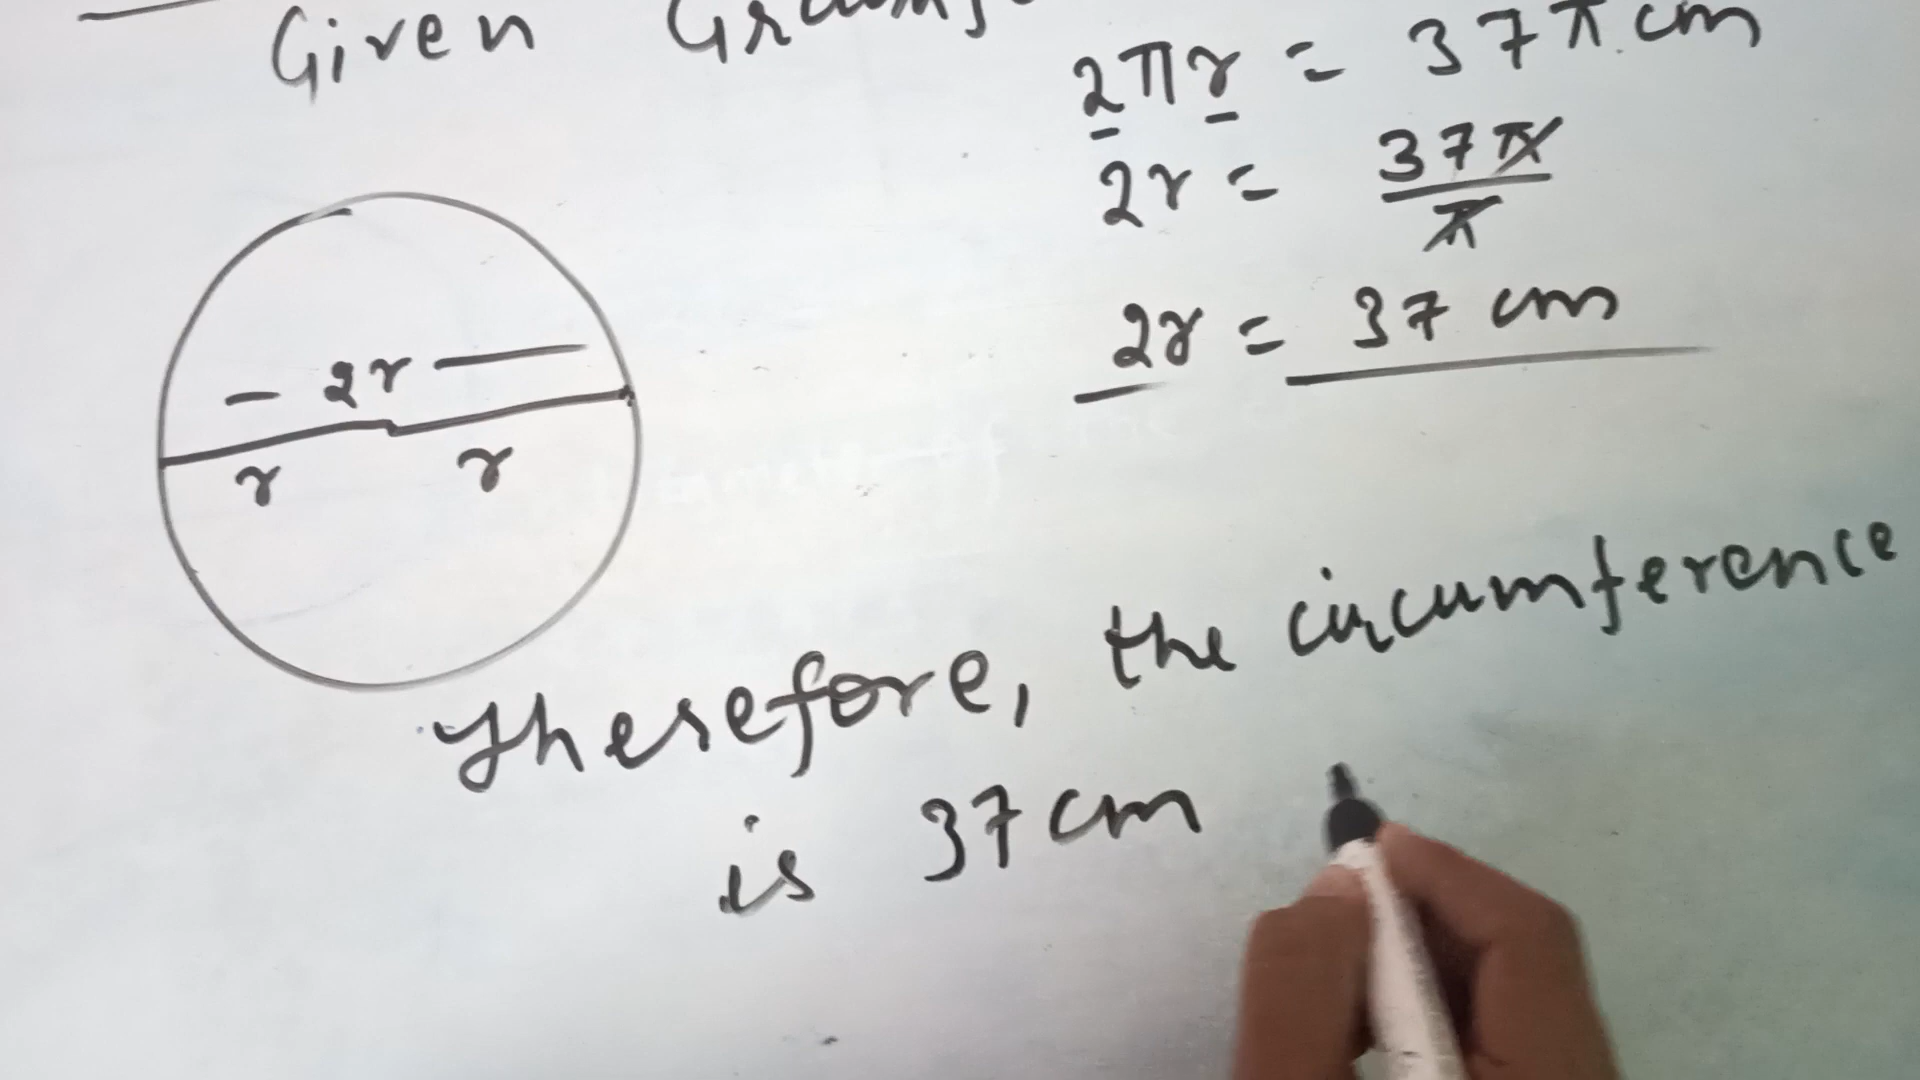 Given
2πr = 37π cm
2r = 37π/π
2r = 37 cm
2r
r r
Therefore, the circumference
is 37 cm